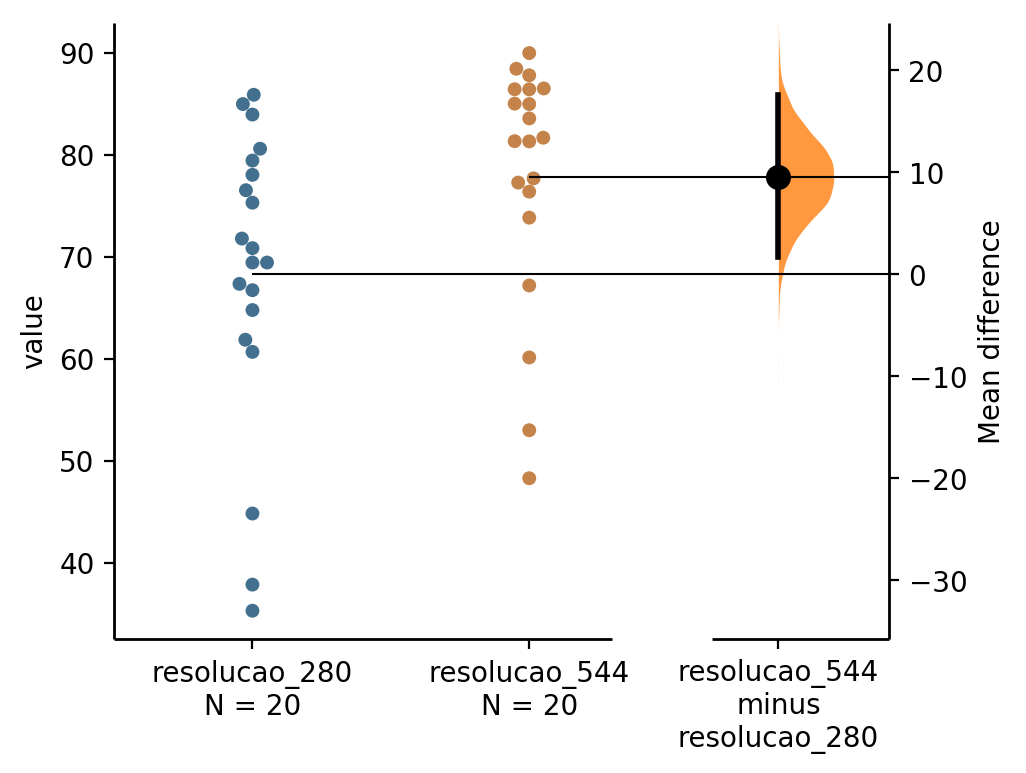 90
80
70
60
50
40
value
resolucao_280
N = 20
resolucao_544
N = 20
resolucao_544
minus
resolucao_280
20
10
0
−10
−20
−30
Mean difference